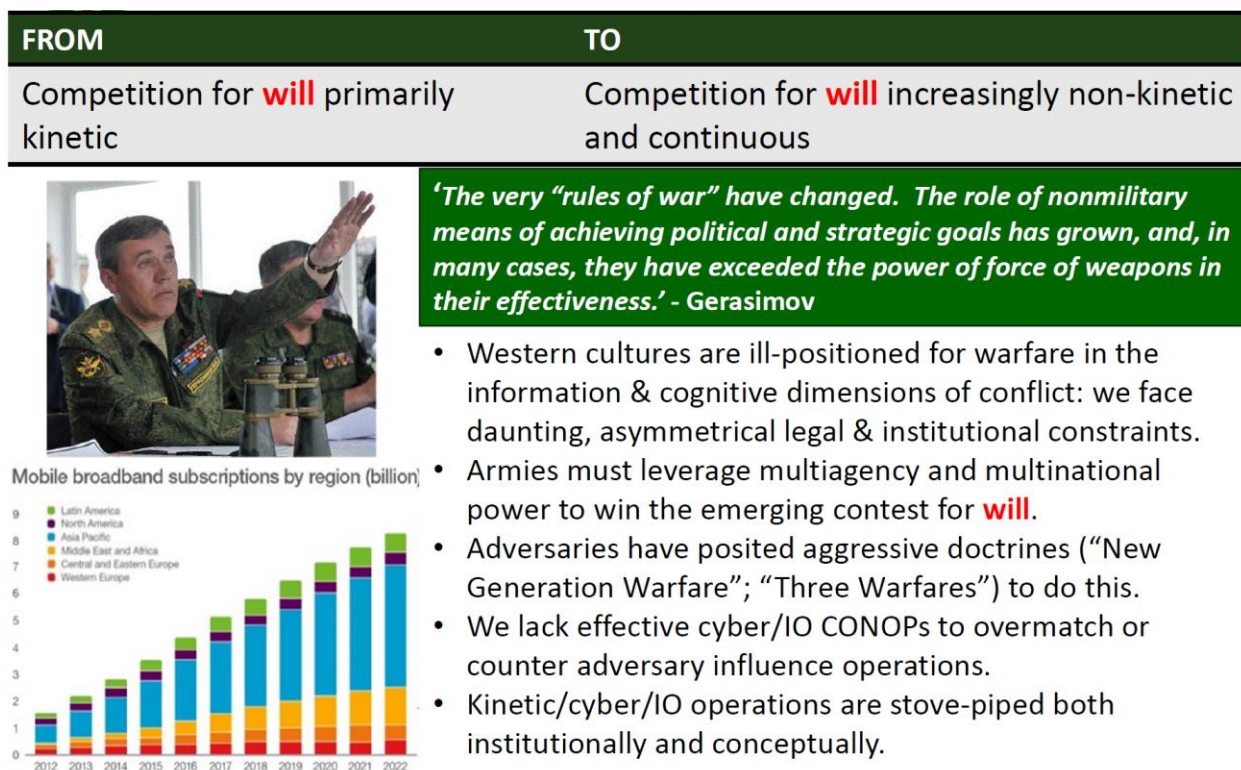 FROM
TO
Competition for will primarily
kinetic
Competition for will increasingly non-kinetic
and continuous
‘The very “rules of war” have changed.  The role of nonmilitary
means of achieving political and strategic goals has grown, and, in
many cases, they have exceeded the power of force of weapons in
their effectiveness.’ - Gerasimov
• Western cultures are ill-positioned for warfare in the
information & cognitive dimensions of conflict: we face
daunting, asymmetrical legal & institutional constraints.
• Armies must leverage multiagency and multinational
power to win the emerging contest for will.
• Adversaries have posited aggressive doctrines (“New
Generation Warfare”; “Three Warfares”) to do this.
• We lack effective cyber/IO CONOPs to overmatch or
counter adversary influence operations.
• Kinetic/cyber/IO operations are stove-piped both
institutionally and conceptually.
Mobile broadband subscriptions by region (billion)
9
8
7
6
5
4
3
2
1
0
Latin America
North America
Asia Pacific
Middle East and Africa
Central and Eastern Europe
Western Europe
2012 2013 2014 2015 2016 2017 2018 2019 2020 2021 2022